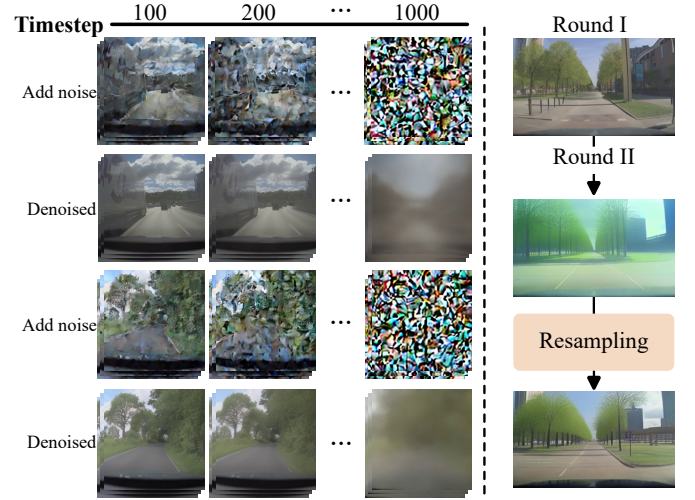 Timestep 100 200 ... 1000
Add noise ...
Denoised ...
Add noise ...
Denoised ...
Round I
Round II
Resampling